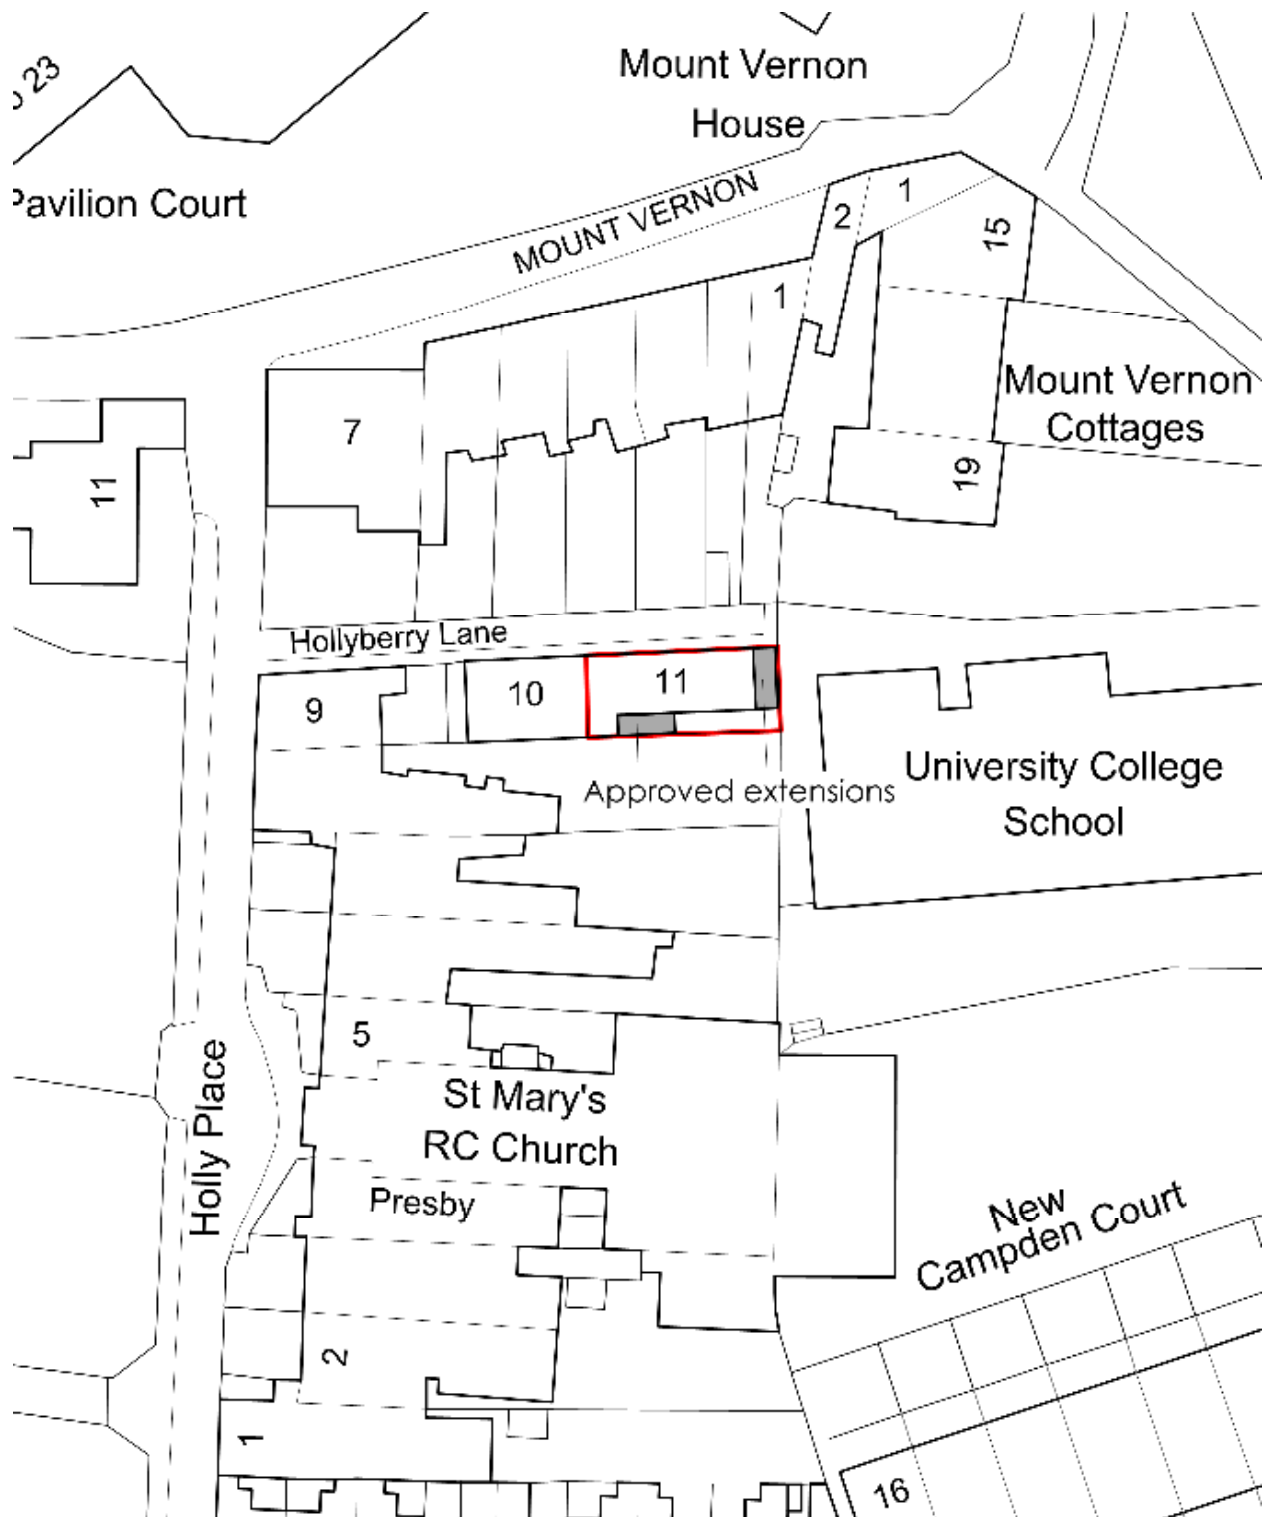 23
Mount Vernon
House
Pavilion Court
MOUNT VERNON
1
2
15
1
Mount Vernon
Cottages
7
11
19
Hollyberry Lane
9
10
11
University College
School
Approved extensions
5
St Mary's
RC Church
Holly Place
Presby
New
Campden Court
2
1
16